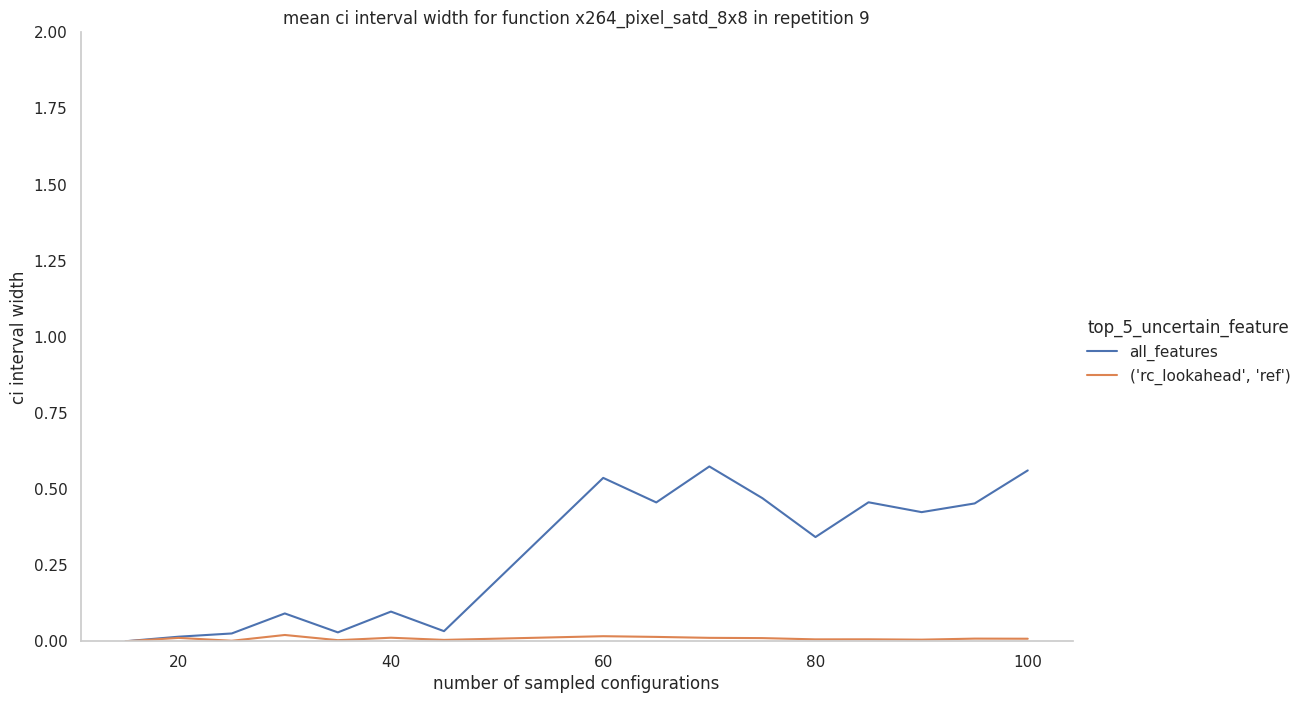 mean ci interval width for function x264_pixel_satd_8x8 in repetition 9
2.00
1.75
1.50
1.25
1.00
0.75
0.50
0.25
0.00
ci interval width
20
40
60
80
100
number of sampled configurations
top_5_uncertain_feature
all_features
('rc_lookahead', 'ref')